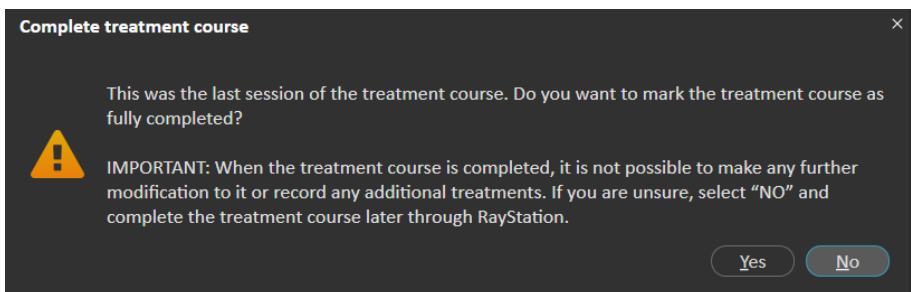 Complete treatment course
This was the last session of the treatment course. Do you want to mark the treatment course as
fully completed?
IMPORTANT: When the treatment course is completed, it is not possible to make any further
modification to it or record any additional treatments. If you are unsure, select “NO” and
complete the treatment course later through RayStation.
Yes No